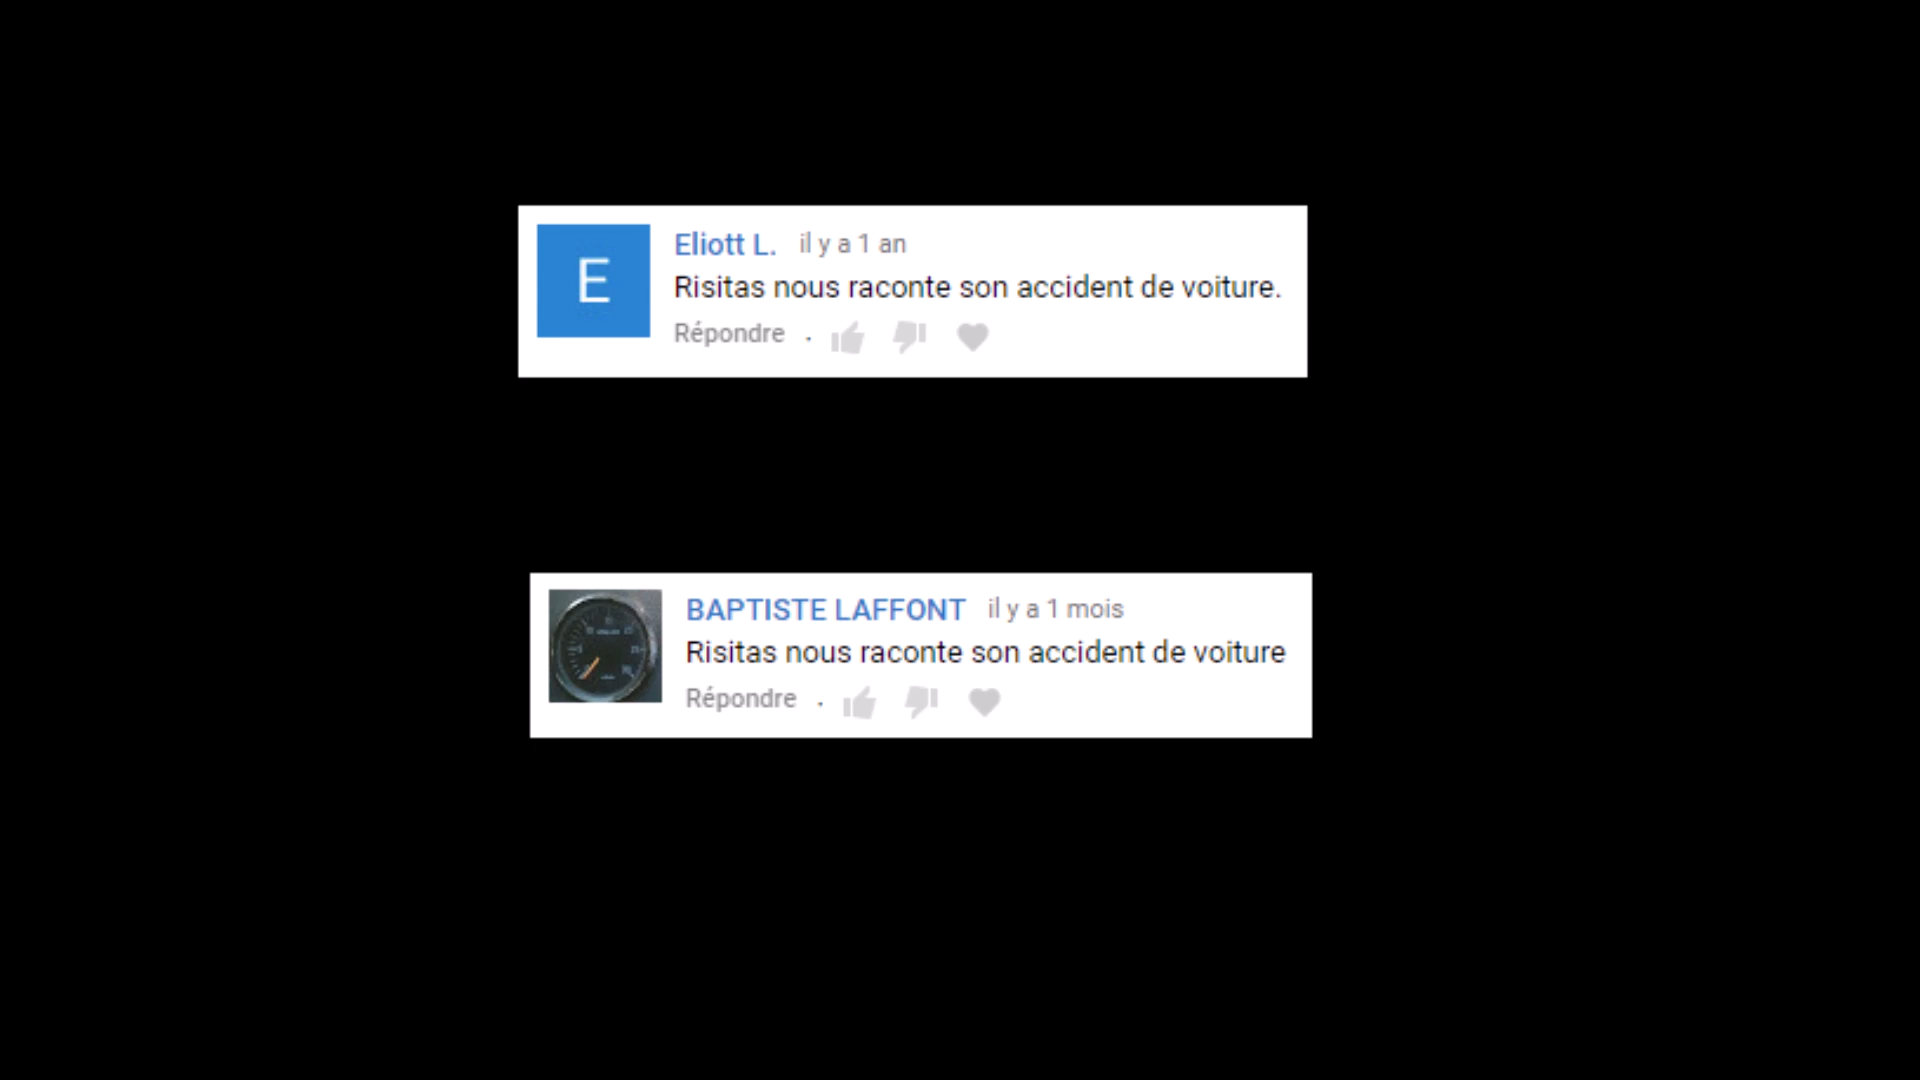 E
Eliott L. il y a 1 an
Risitas nous raconte son accident de voiture.
Répondre .
BAPTISTE LAFFONT il y a 1 mois
Risitas nous raconte son accident de voiture
Répondre .